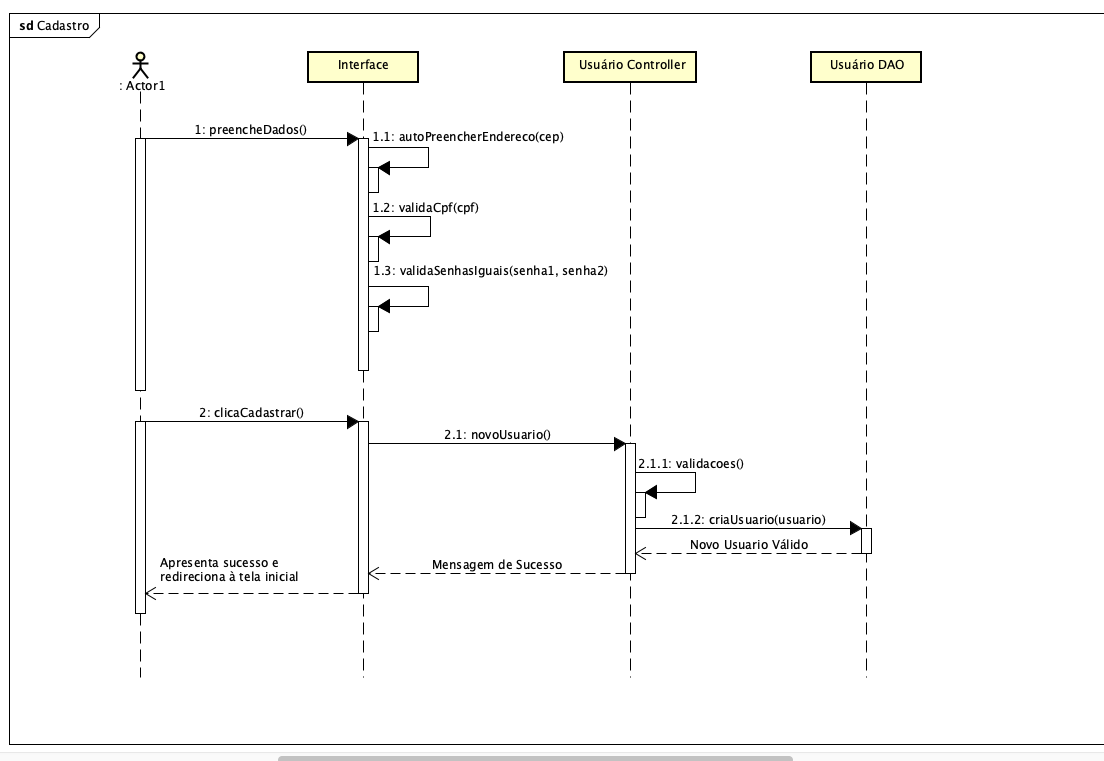 sd Cadastro
: Actor1
Interface
Usuário Controller
Usuário DAO
1: preencheDados()
1.1: autoPreencherEndereco(cep)
1.2: validaCpf(cpf)
1.3: validaSenhasIguais(senha1, senha2)
2: clicaCadastrar()
2.1: novoUsuario()
2.1.1: validacoes()
2.1.2: criaUsuario(usuario)
Novo Usuario Válido
Mensagem de Sucesso
Apresenta sucesso e
redireciona à tela inicial